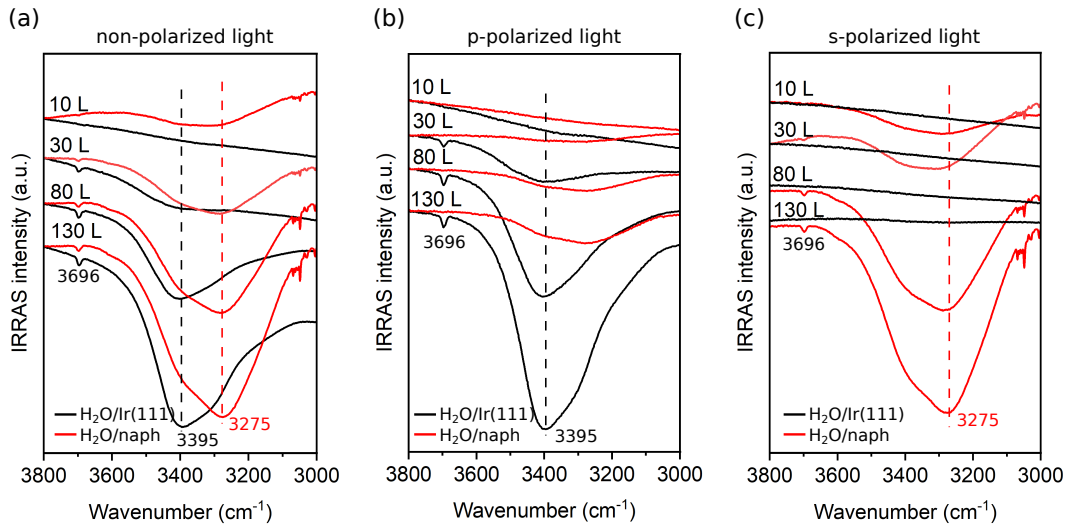 (a)
non-polarized light
10 L
30 L
80 L
130 L
3696
3275
3395
H₂O/Ir(111)
H₂O/naph
IRRAS intensity (a.u.)
3800 3600 3400 3200 3000
Wavenumber (cm⁻¹)
(b)
p-polarized light
10 L
30 L
80 L
130 L
3696
3395
H₂O/Ir(111)
H₂O/naph
IRRAS intensity (a.u.)
3800 3600 3400 3200 3000
Wavenumber (cm⁻¹)
(c)
s-polarized light
10 L
30 L
80 L
130 L
3696
3275
H₂O/Ir(111)
H₂O/naph
IRRAS intensity (a.u.)
3800 3600 3400 3200 3000
Wavenumber (cm⁻¹)